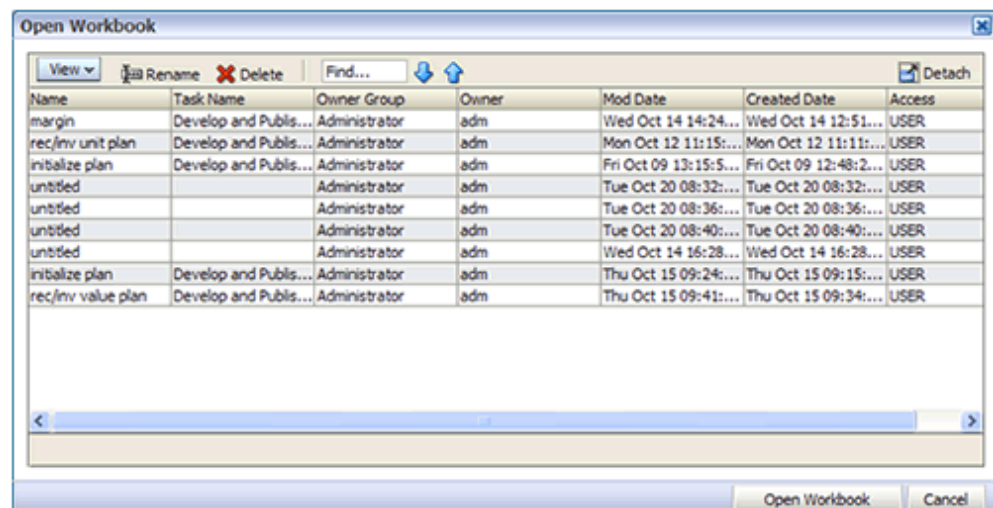 Open Workbook
View Rename Delete Find... Detach
Name Task Name Owner Group Owner Mod Date Created Date Access
margin Develop and Publis... Administrator adm Wed Oct 14 14:24... Wed Oct 14 12:51... USER
rec/inv unit plan Develop and Publis... Administrator adm Mon Oct 12 11:15:... Mon Oct 12 11:11:... USER
initialize plan Develop and Publis... Administrator adm Fri Oct 09 13:15:5... Fri Oct 09 12:48:2... USER
untitled Administrator adm Tue Oct 20 08:32:... Tue Oct 20 08:32:... USER
untitled Administrator adm Tue Oct 20 08:36:... Tue Oct 20 08:36:... USER
untitled Administrator adm Tue Oct 20 08:40:... Tue Oct 20 08:40:... USER
untitled Administrator adm Wed Oct 14 16:28... Wed Oct 14 16:28... USER
initialize plan Develop and Publis... Administrator adm Thu Oct 15 09:24:... Thu Oct 15 09:15:... USER
rec/inv value plan Develop and Publis... Administrator adm Thu Oct 15 09:41:... Thu Oct 15 09:34:... USER
Open Workbook Cancel